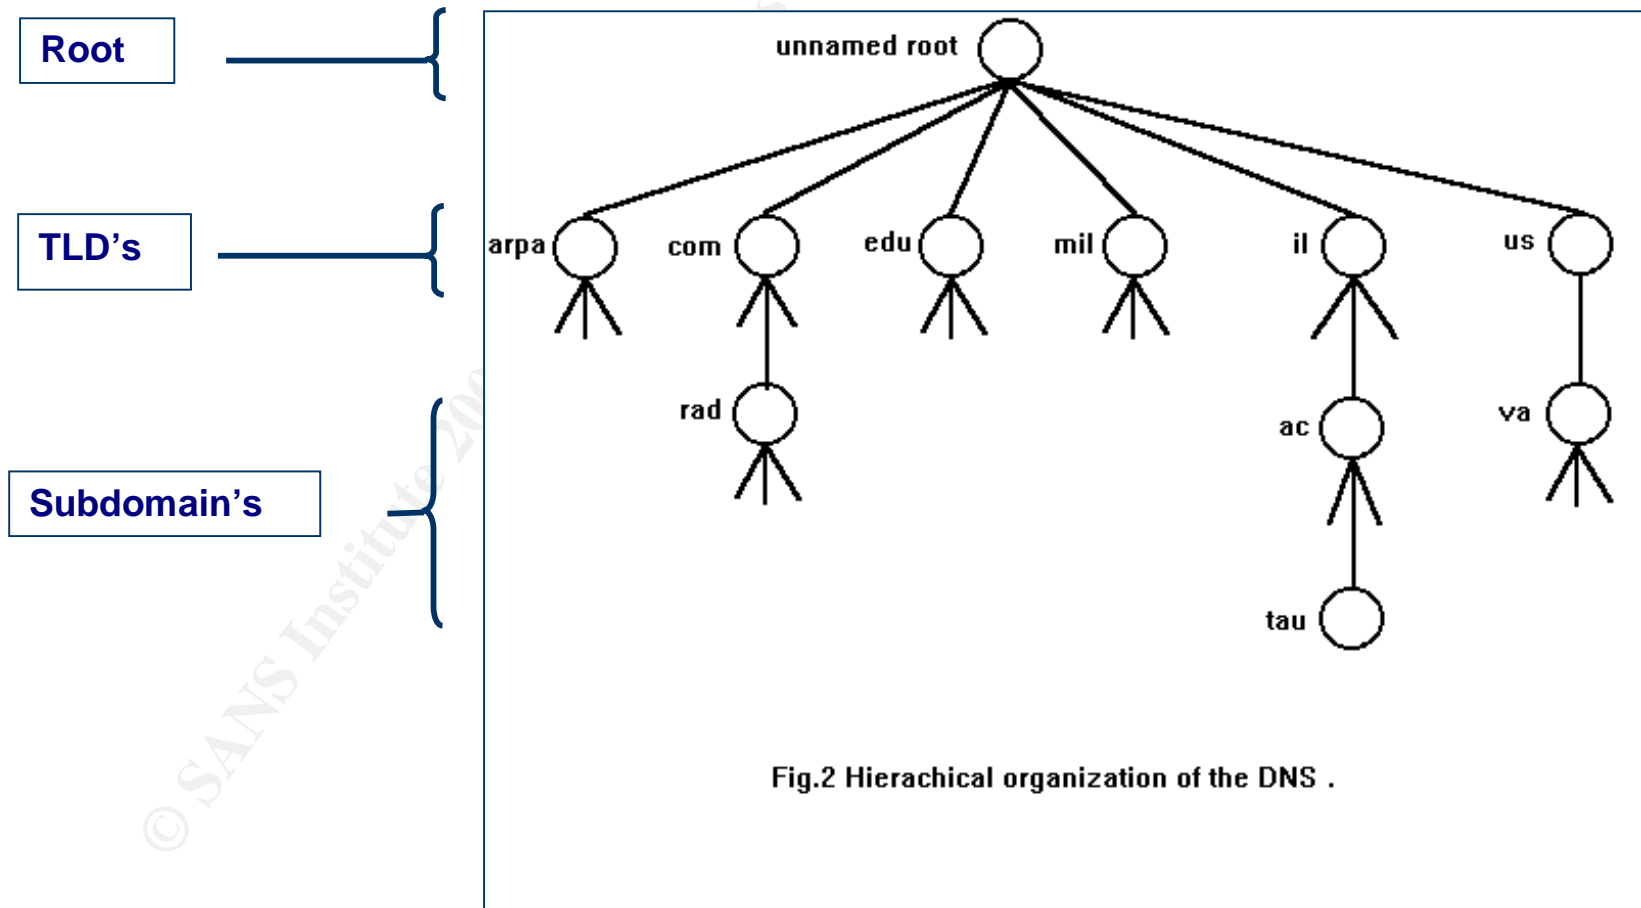 Root
unnamed root
TLD's
arpa com edu mil il us
rad ac va
Subdomain's
tau
Fig.2 Hierachical organization of the DNS .
© SANS Institute 200